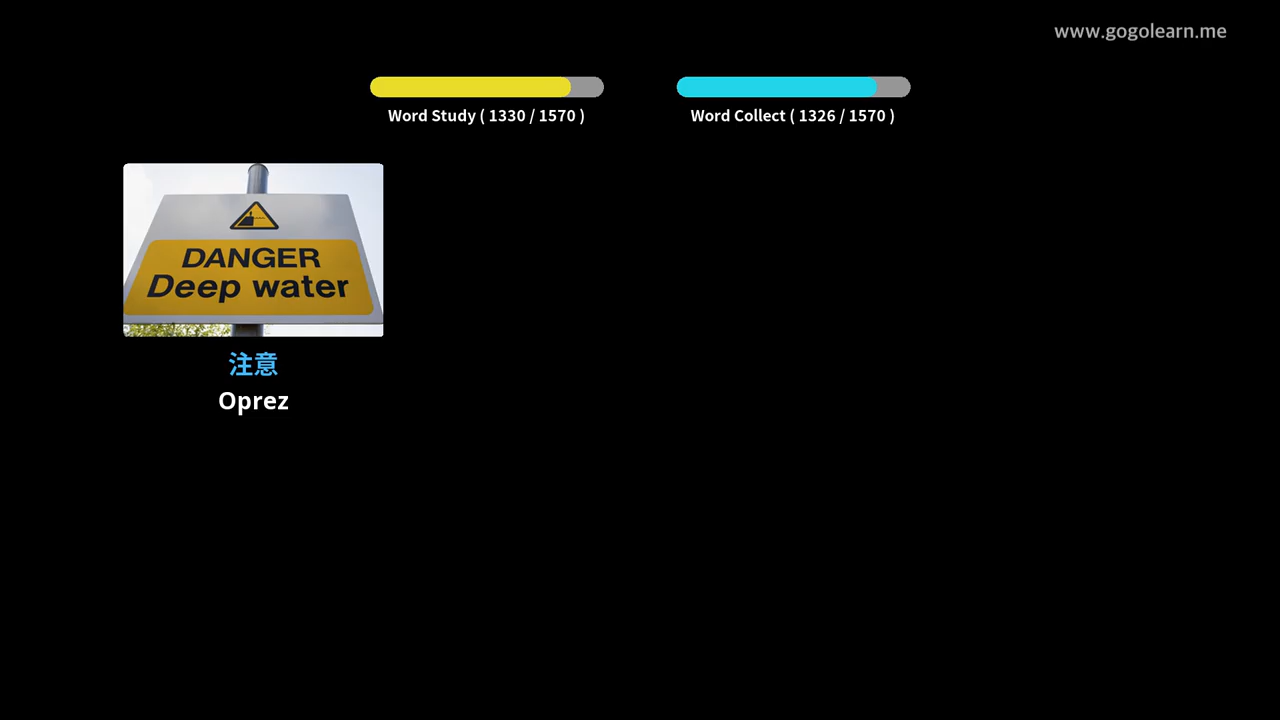 www.gogolearn.me
Word Study ( 1330 / 1570 )
Word Collect ( 1326 / 1570 )
DANGER
Deep water
注意
Oprez